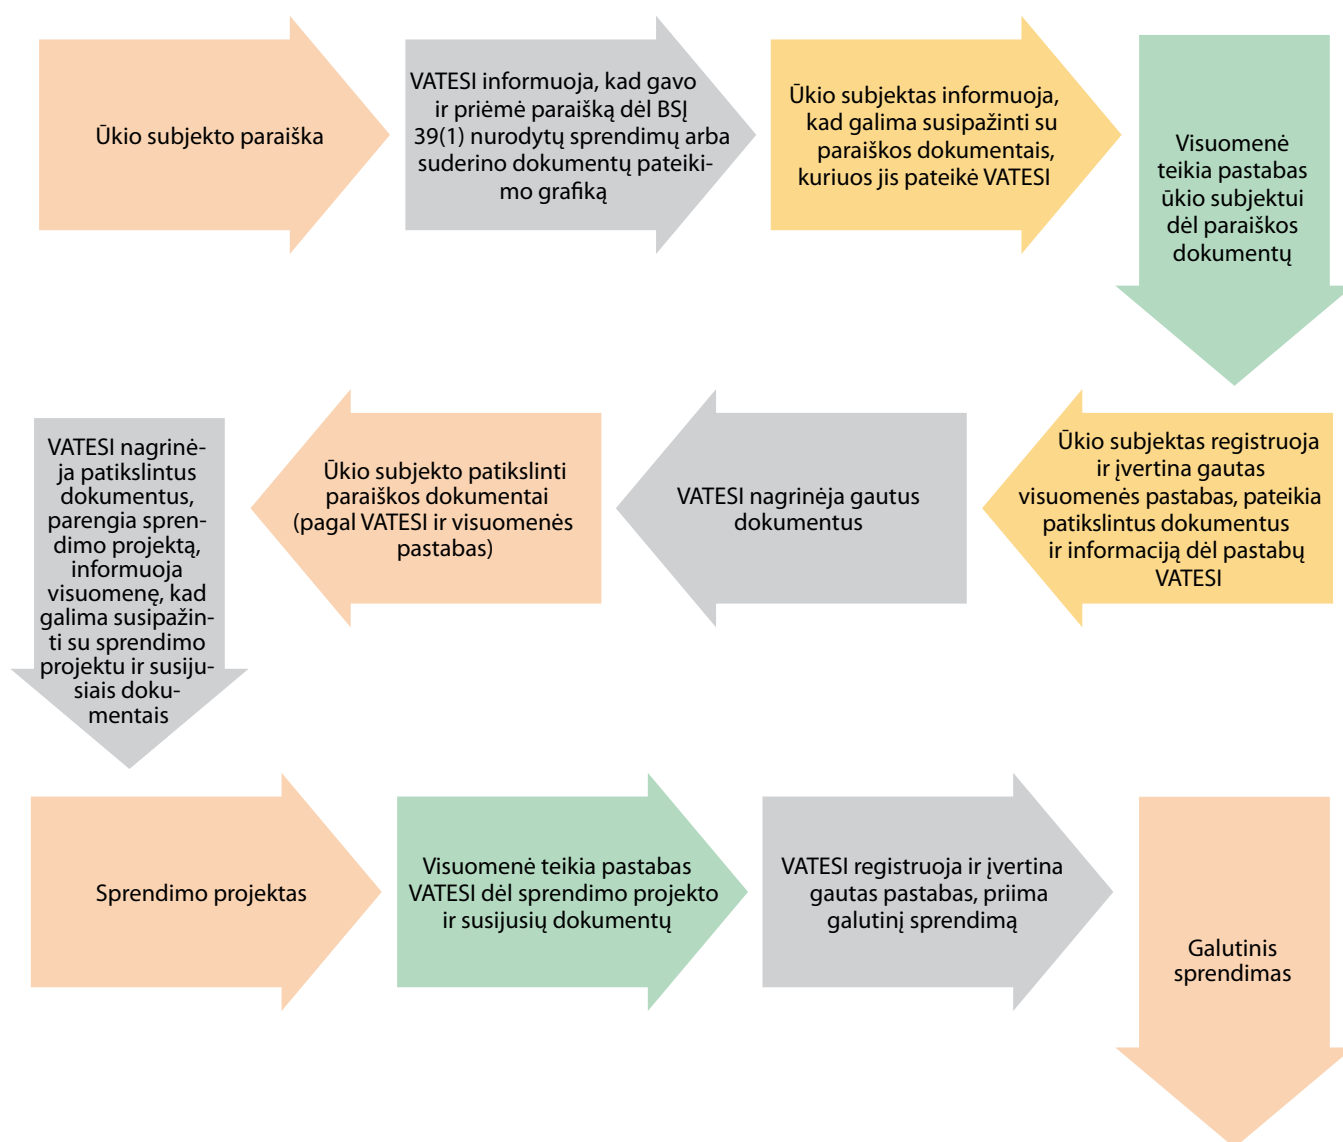 Ūkio subjekto paraiška
VATESI informuoja, kad gavo
ir priėmė paraišką dėl BSĮ
39(1) nurodytų sprendimų arba
suderino dokumentų pateiki-
mo grafiką
Ūkio subjektas informuoja,
kad galima susipažinti su
paraiškos dokumentais,
kuriuos jis pateikė VATESI
Visuomenė
teikia pastabas
ūkio subjektui
dėl paraiškos
dokumentų
Ūkio subjektas registruoja
ir įvertina gautas
visuomenės pastabas, pateikia
patikslintus dokumentus
ir informaciją dėl pastabų
VATESI
VATESI nagrinėja gautus
dokumentus
Ūkio subjekto patikslinti
paraiškos dokumentai
(pagal VATESI ir visuomenės
pastabas)
VATESI nagrinė-
ja patikslintus
dokumentus,
parengia spren-
dimo projektą,
informuoja
visuomenę, kad
galima susipažin-
ti su sprendimo
projektu ir susiju-
siais doku-
mentais
Sprendimo projektas
Visuomenė teikia pastabas
VATESI dėl sprendimo projekto
ir susijusių dokumentų
VATESI registruoja ir įvertina
gautas pastabas, priima
galutinį sprendimą
Galutinis
sprendimas